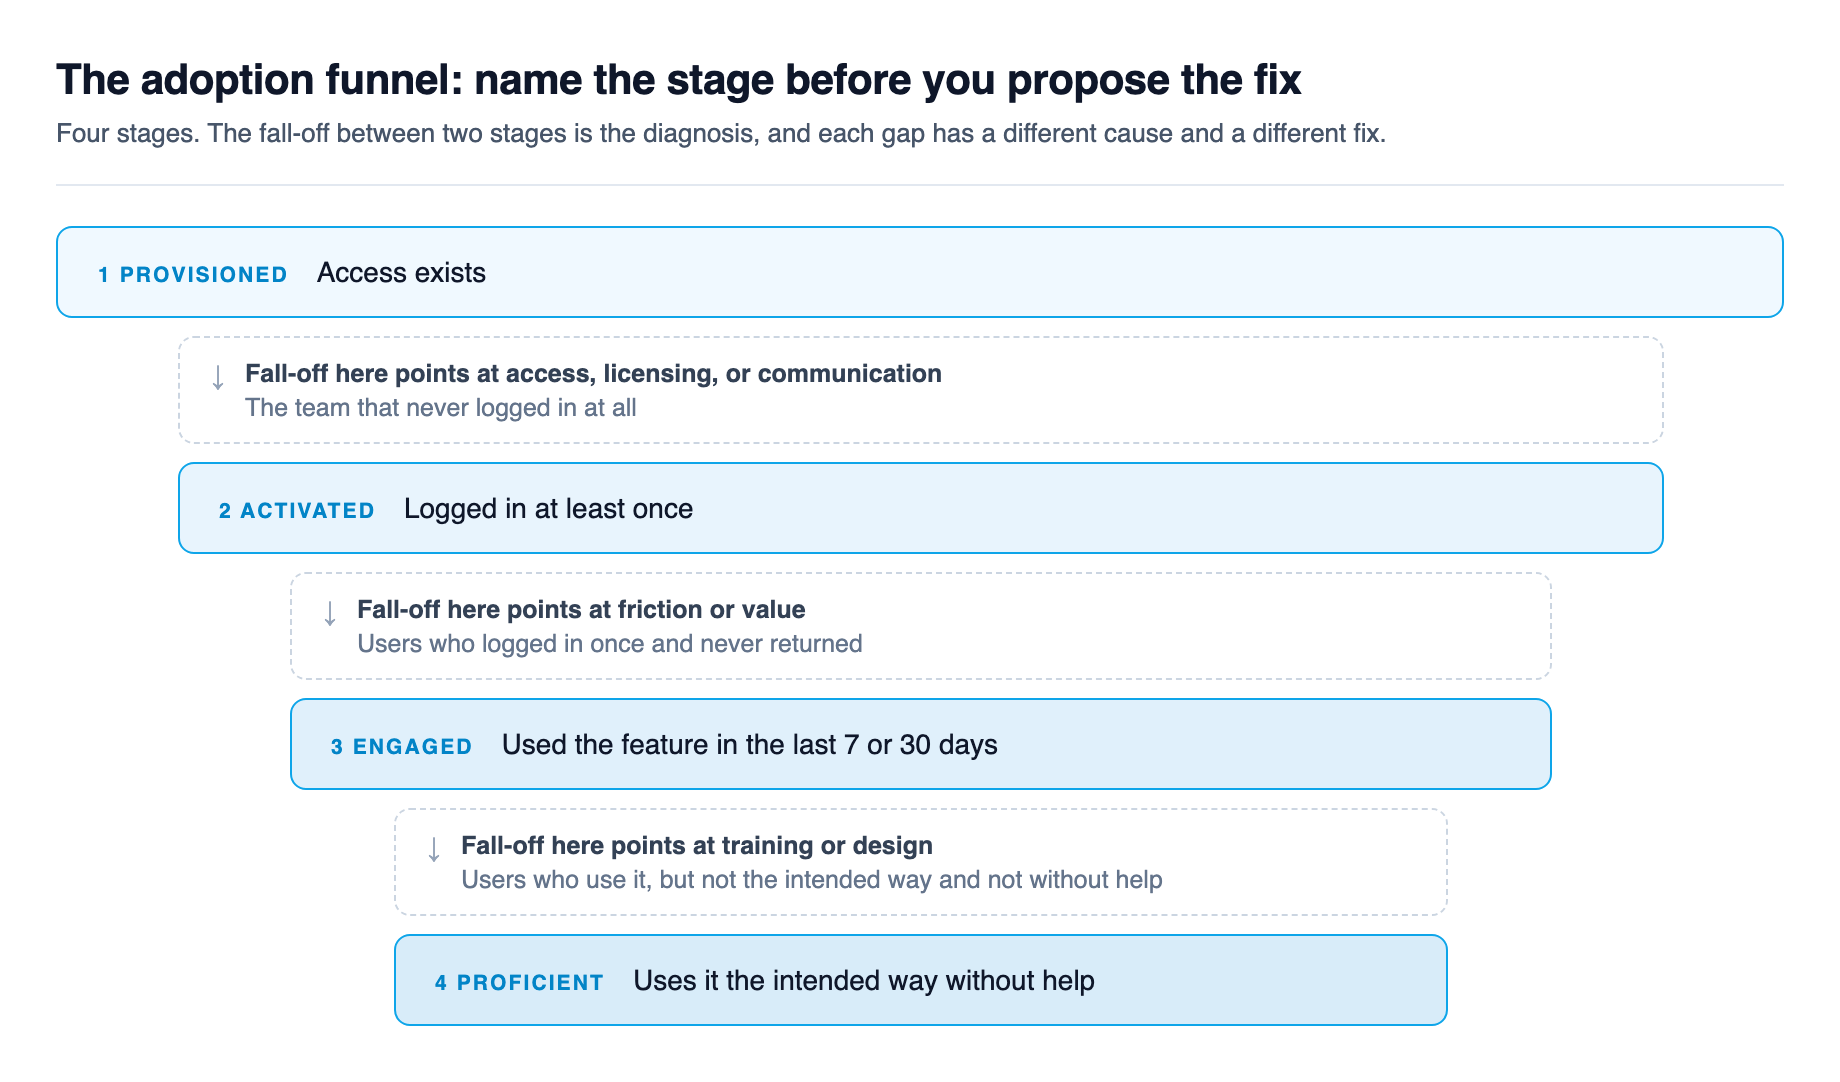 The adoption funnel: name the stage before you propose the fix
Four stages. The fall-off between two stages is the diagnosis, and each gap has a different cause and a different fix.
1 PROVISIONED Access exists
↓ Fall-off here points at access, licensing, or communication
The team that never logged in at all
2 ACTIVATED Logged in at least once
↓ Fall-off here points at friction or value
Users who logged in once and never returned
3 ENGAGED Used the feature in the last 7 or 30 days
↓ Fall-off here points at training or design
Users who use it, but not the intended way and not without help
4 PROFICIENT Uses it the intended way without help